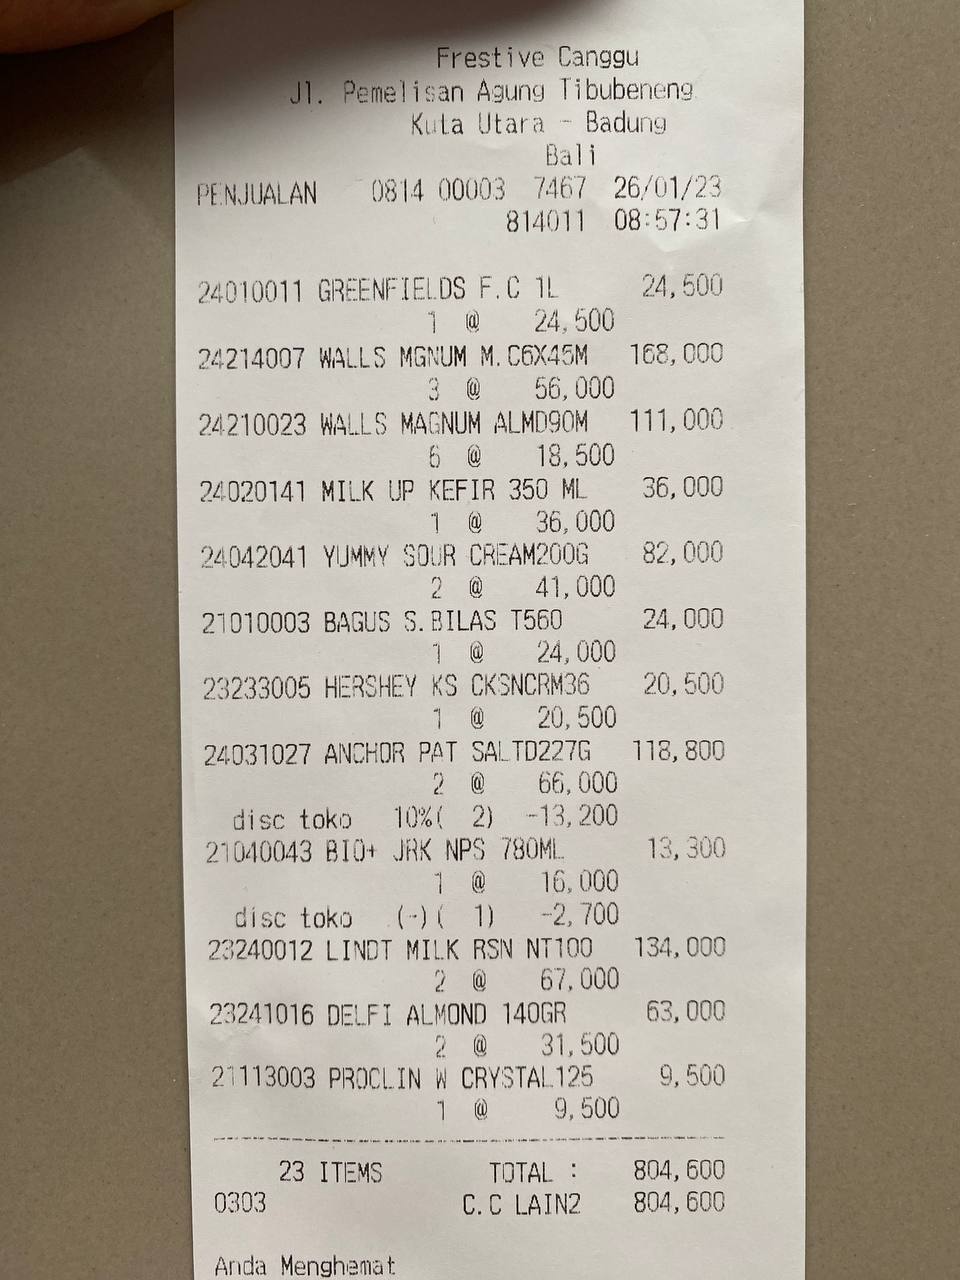 Frestive Canggu
Jl. Pemelisan Agung Tibubeneng
Kuta Utara - Badung
Bali
PENJUALAN 0814 00003 7467 26/01/23
814011 08:57:31
24010011 GREENFIELDS F.C 1L 24,500
1 @ 24,500
24214007 WALLS MGNUM M.C6X45M 168,000
3 @ 56,000
24210023 WALLS MAGNUM ALMD90M 111,000
6 @ 18,500
24020141 MILK UP KEFIR 350 ML 36,000
1 @ 36,000
24042041 YUMMY SOUR CREAM200G 82,000
2 @ 41,000
21010003 BAGUS S.BILAS T560 24,000
1 @ 24,000
23233005 HERSHEY KS CKSNCRM36 20,500
1 @ 20,500
24031027 ANCHOR PAT SALTD227G 118,800
2 @ 66,000
disc toko 10%( 2) -13,200
21040043 BIO+ JRK NPS 780ML 13,300
1 @ 16,000
disc toko (-)( 1) -2,700
23240012 LINDT MILK RSN NT100 134,000
2 @ 67,000
23241016 DELFI ALMOND 140GR 63,000
2 @ 31,500
21113003 PROCLIN W CRYSTAL125 9,500
1 @ 9,500
23 ITEMS TOTAL : 804,600
0303 C.C LAIN2 804,600
Anda Menghemat